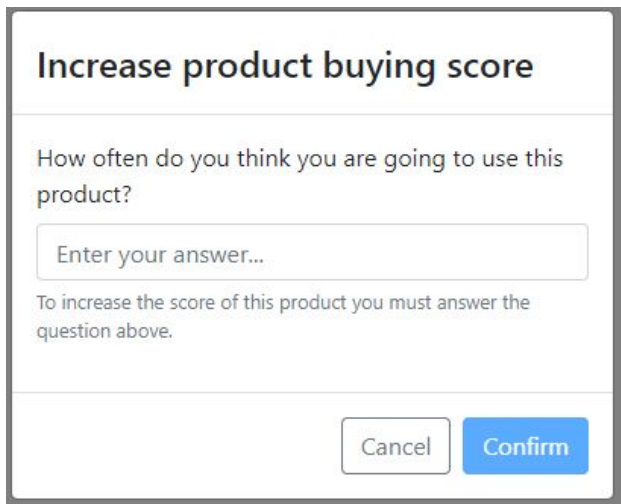 Increase product buying score
How often do you think you are going to use this
product?
Enter your answer...
To increase the score of this product you must answer the
question above.
Cancel Confirm